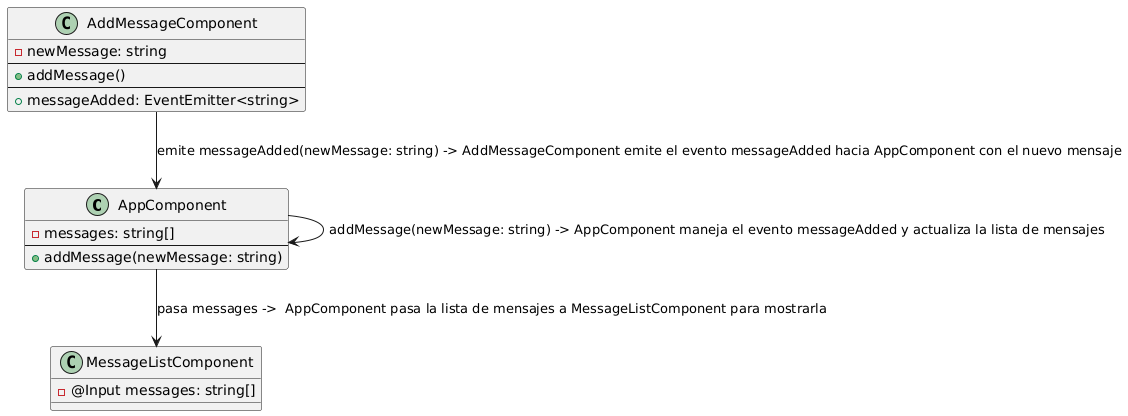 C AddMessageComponent
newMessage: string
addMessage()
messageAdded: EventEmitter<string>
emite messageAdded(newMessage: string) -> AddMessageComponent emite el evento messageAdded hacia AppComponent con el nuevo mensaje
C AppComponent
messages: string[]
addMessage(newMessage: string)
addMessage(newMessage: string) -> AppComponent maneja el evento messageAdded y actualiza la lista de mensajes
pasa messages ->  AppComponent pasa la lista de mensajes a MessageListComponent para mostrarla
C MessageListComponent
@Input messages: string[]